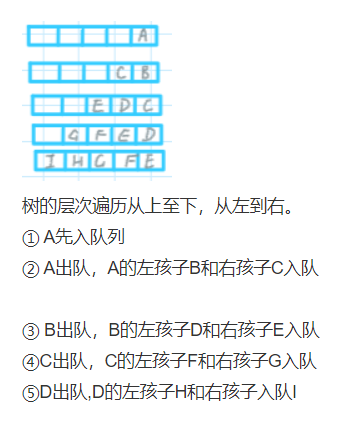 A
C B
E D C
G F E D
I H G F E
树的层次遍历从上至下，从左到右。
① A先入队列
② A出队，A的左孩子B和右孩子C入队
③ B出队，B的左孩子D和右孩子E入队
④C出队，C的左孩子F和右孩子G入队
⑤D出队,D的左孩子H和右孩子入队I